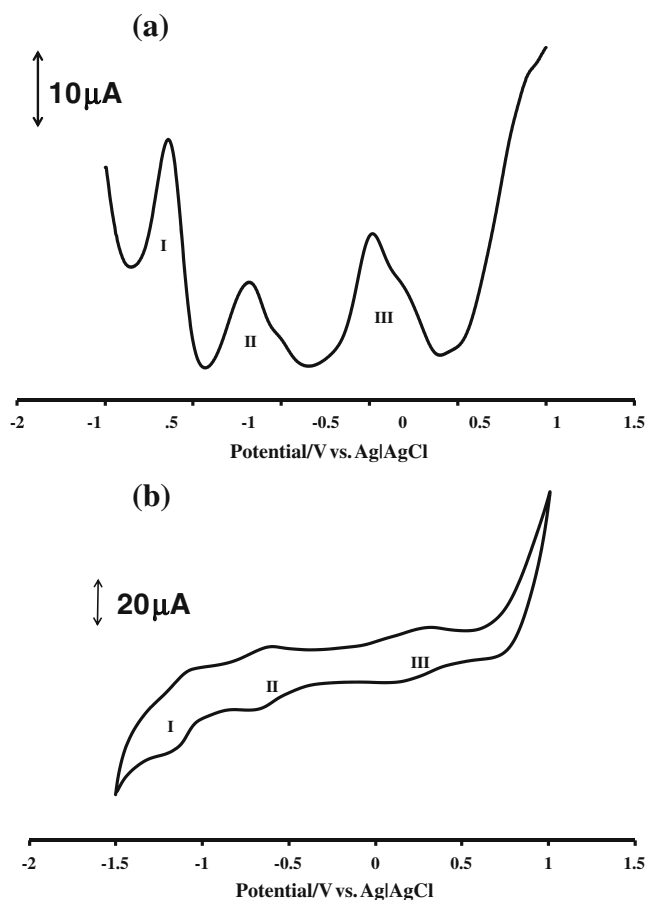 (a)
10μA
I
II
III
-2 -1 .5 -1 -0.5 0 0.5 1 1.5
Potential/V vs. Ag|AgCl
(b)
20μA
III
II
I
-2 -1.5 -1 -0.5 0 0.5 1 1.5
Potential/V vs. Ag|AgCl